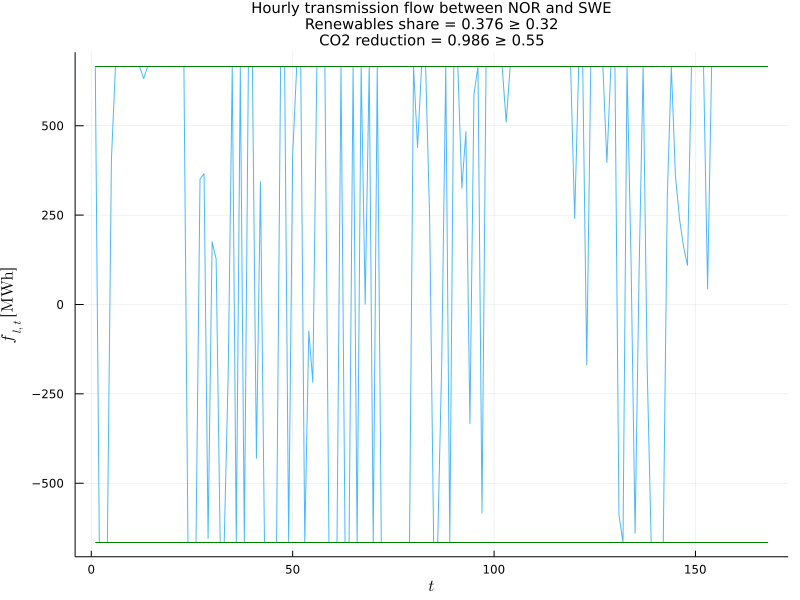 Hourly transmission flow between NOR and SWE
Renewables share = 0.376 ≥ 0.32
CO2 reduction = 0.986 ≥ 0.55
f_{l,t} [MWh]
500
250
0
−250
−500
0 50 100 150
t